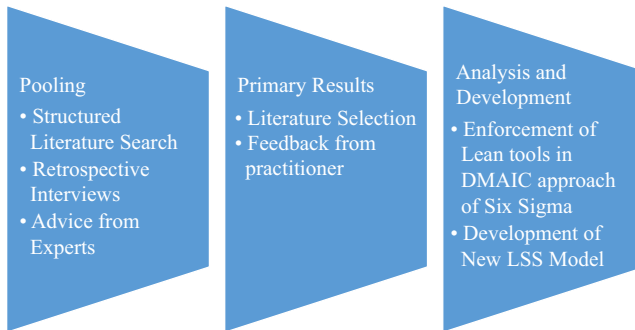 Pooling
• Structured
Literature Search
• Retrospective
Interviews
• Advice from
Experts
Primary Results
• Literature Selection
• Feedback from
practitioner
Analysis and
Development
• Enforcement of
Lean tools in
DMAIC approach
of Six Sigma
• Development of
New LSS Model